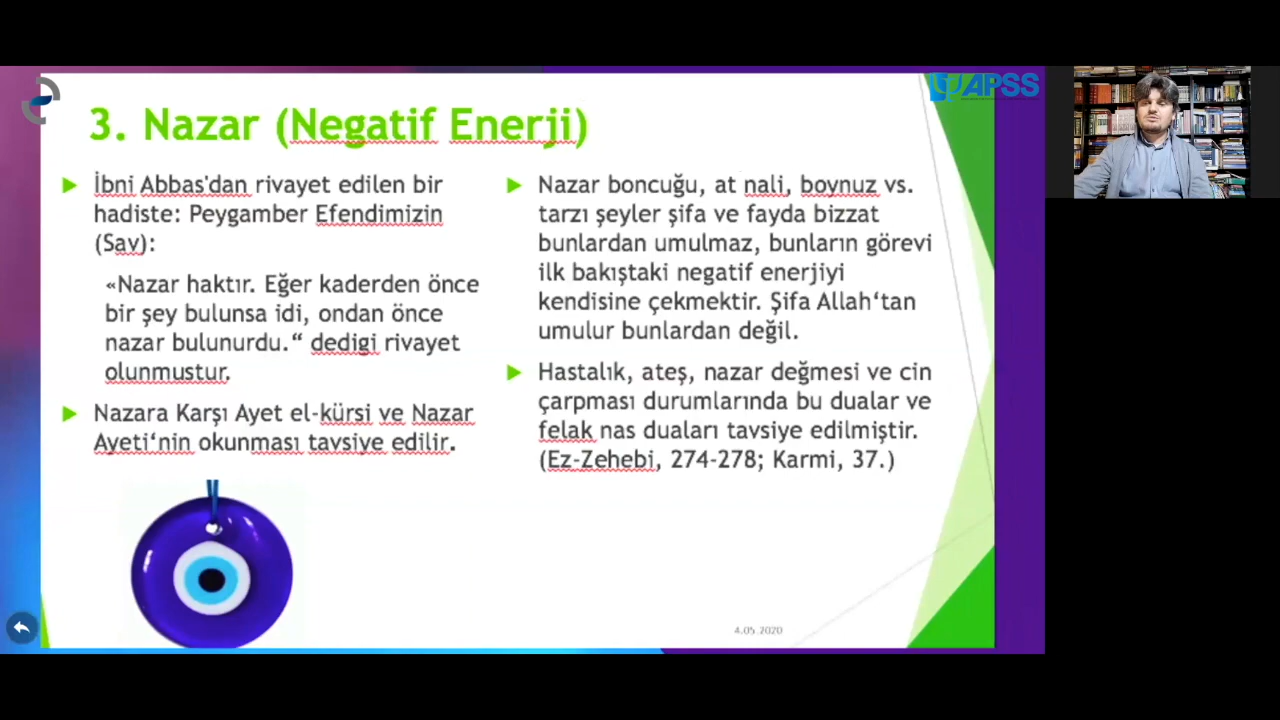 APSS
3. Nazar (Negatif Enerji)
İbni Abbas'dan rivayet edilen bir
hadiste: Peygamber Efendimizin
(Sav):
«Nazar haktır. Eğer kaderden önce
bir şey bulunsa idi, ondan önce
nazar bulunurdu.“ dedigi rivayet
olunmustur.
Nazara Karşı Ayet el-kürsi ve Nazar
Ayeti‘nin okunması tavsiye edilir.
Nazar boncuğu, at nali, boynuz vs.
tarzı şeyler şifa ve fayda bizzat
bunlardan umulmaz, bunların görevi
ilk bakıştaki negatif enerjiyi
kendisine çekmektir. Şifa Allah‘tan
umulur bunlardan değil.
Hastalık, ateş, nazar değmesi ve cin
çarpması durumlarında bu dualar ve
felak nas duaları tavsiye edilmiştir.
(Ez-Zehebi, 274-278; Karmi, 37.)
4.05.2020